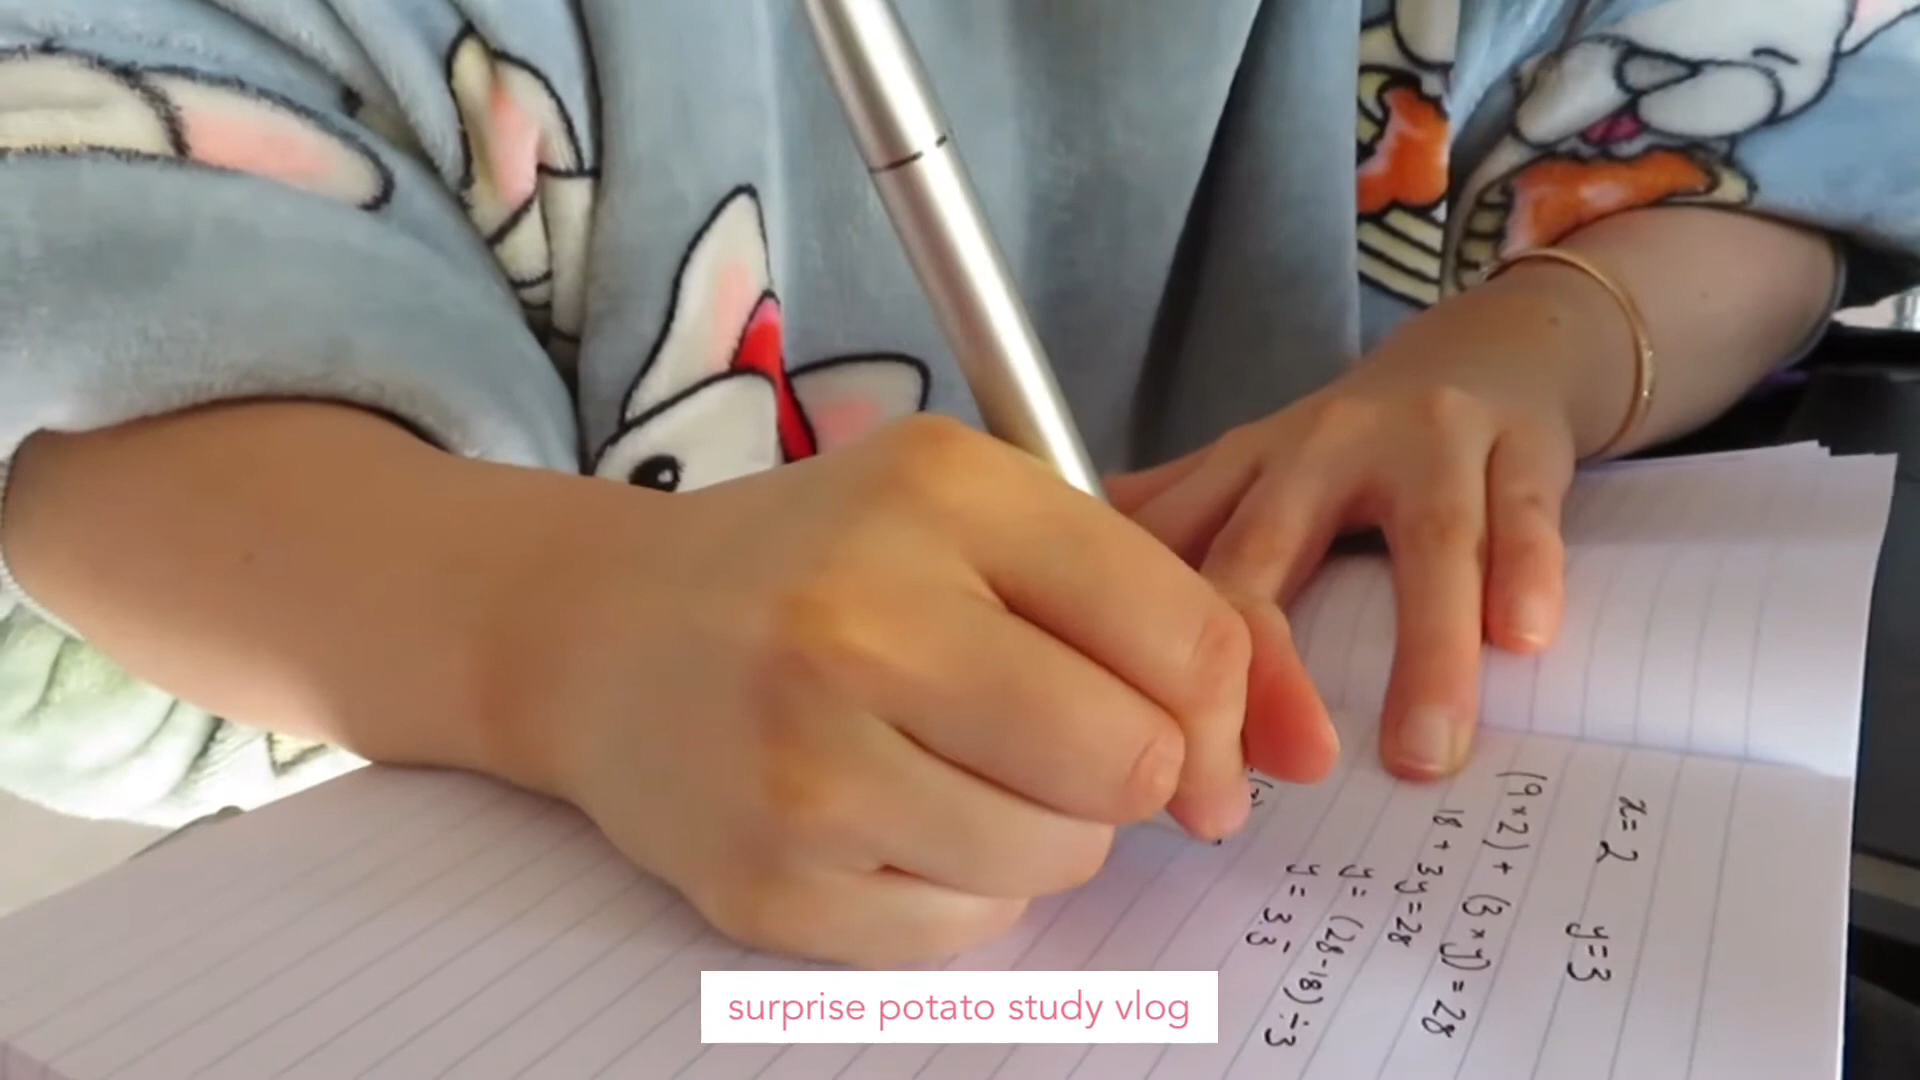 x=2 y=3
(9×2) + (3×y) = 28
18 + 3y = 28
y = (28-18)÷3
y = 3.3̄
surprise potato study vlog